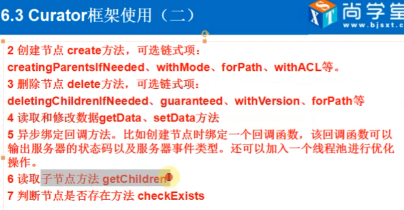 6.3 Curator框架使用（二）
尚学堂
www.bjsxt.com
2 创建节点 create方法，可选链式项：
creatingParentsIfNeeded、withMode、forPath、withACL等。
3 删除节点 delete方法，可选链式项：
deletingChildrenIfNeeded、guaranteed、withVersion、forPath等
4 读取和修改数据getData、setData方法
5 异步绑定回调方法。比如创建节点时绑定一个回调函数，该回调函数可以
输出服务器的状态码以及服务器事件类型。还可以加入一个线程池进行优化
操作。
6 读取子节点方法 getChildren
7 判断节点是否存在方法 checkExists